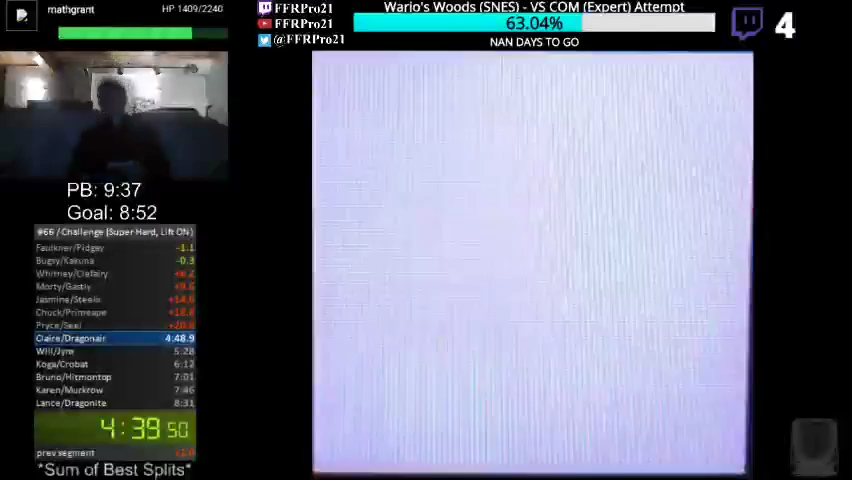 mathgrant
HP 1409/2240
FFRPro21
FFRPro21
@FFRPro21
Wario's Woods (SNES) - VS COM (Expert) Attempt
63.04%
NAN DAYS TO GO
4
PB: 9:37
Goal: 8:52
#66 / Challenge (Super Hard, Lift ON)
Faulkner/Pidgey -1.1
Bugsy/Kakuna -0.3
Whitney/Clefairy +6.2
Morty/Gastly
Jasmine/Steelix
Chuck/Primeape
Pryce/Seel
Claire/Dragonair 4:48.9
Will/Jynx 5:28
Koga/Crobat 6:12
Bruno/Hitmontop 7:01
Karen/Murkrow 7:46
Lance/Dragonite 8:31
4:39 50
prev segment
*Sum of Best Splits*